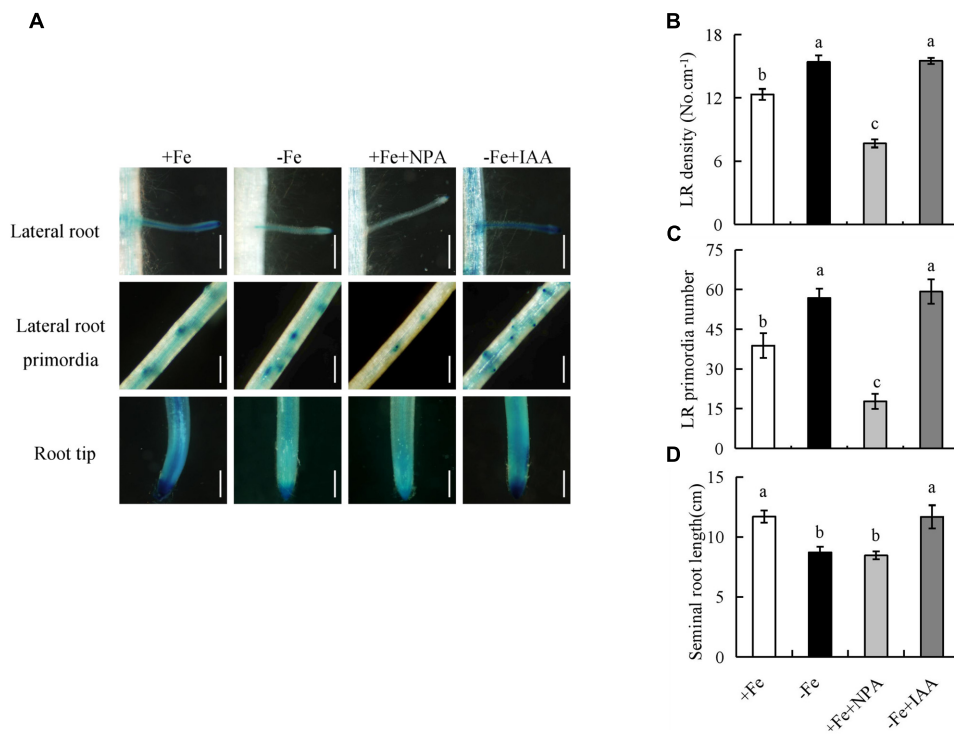 A
+Fe
-Fe
+Fe+NPA
-Fe+IAA
Lateral root
Lateral root
primordia
Root tip
B
LR density (No.cm⁻¹)
18
12
6
0
b
a
c
a
C
LR primordia number
75
60
45
30
15
0
b
a
c
a
D
Seminal root length(cm)
15
10
5
0
a
b
b
a
+Fe
-Fe
+Fe+NPA
-Fe+IAA